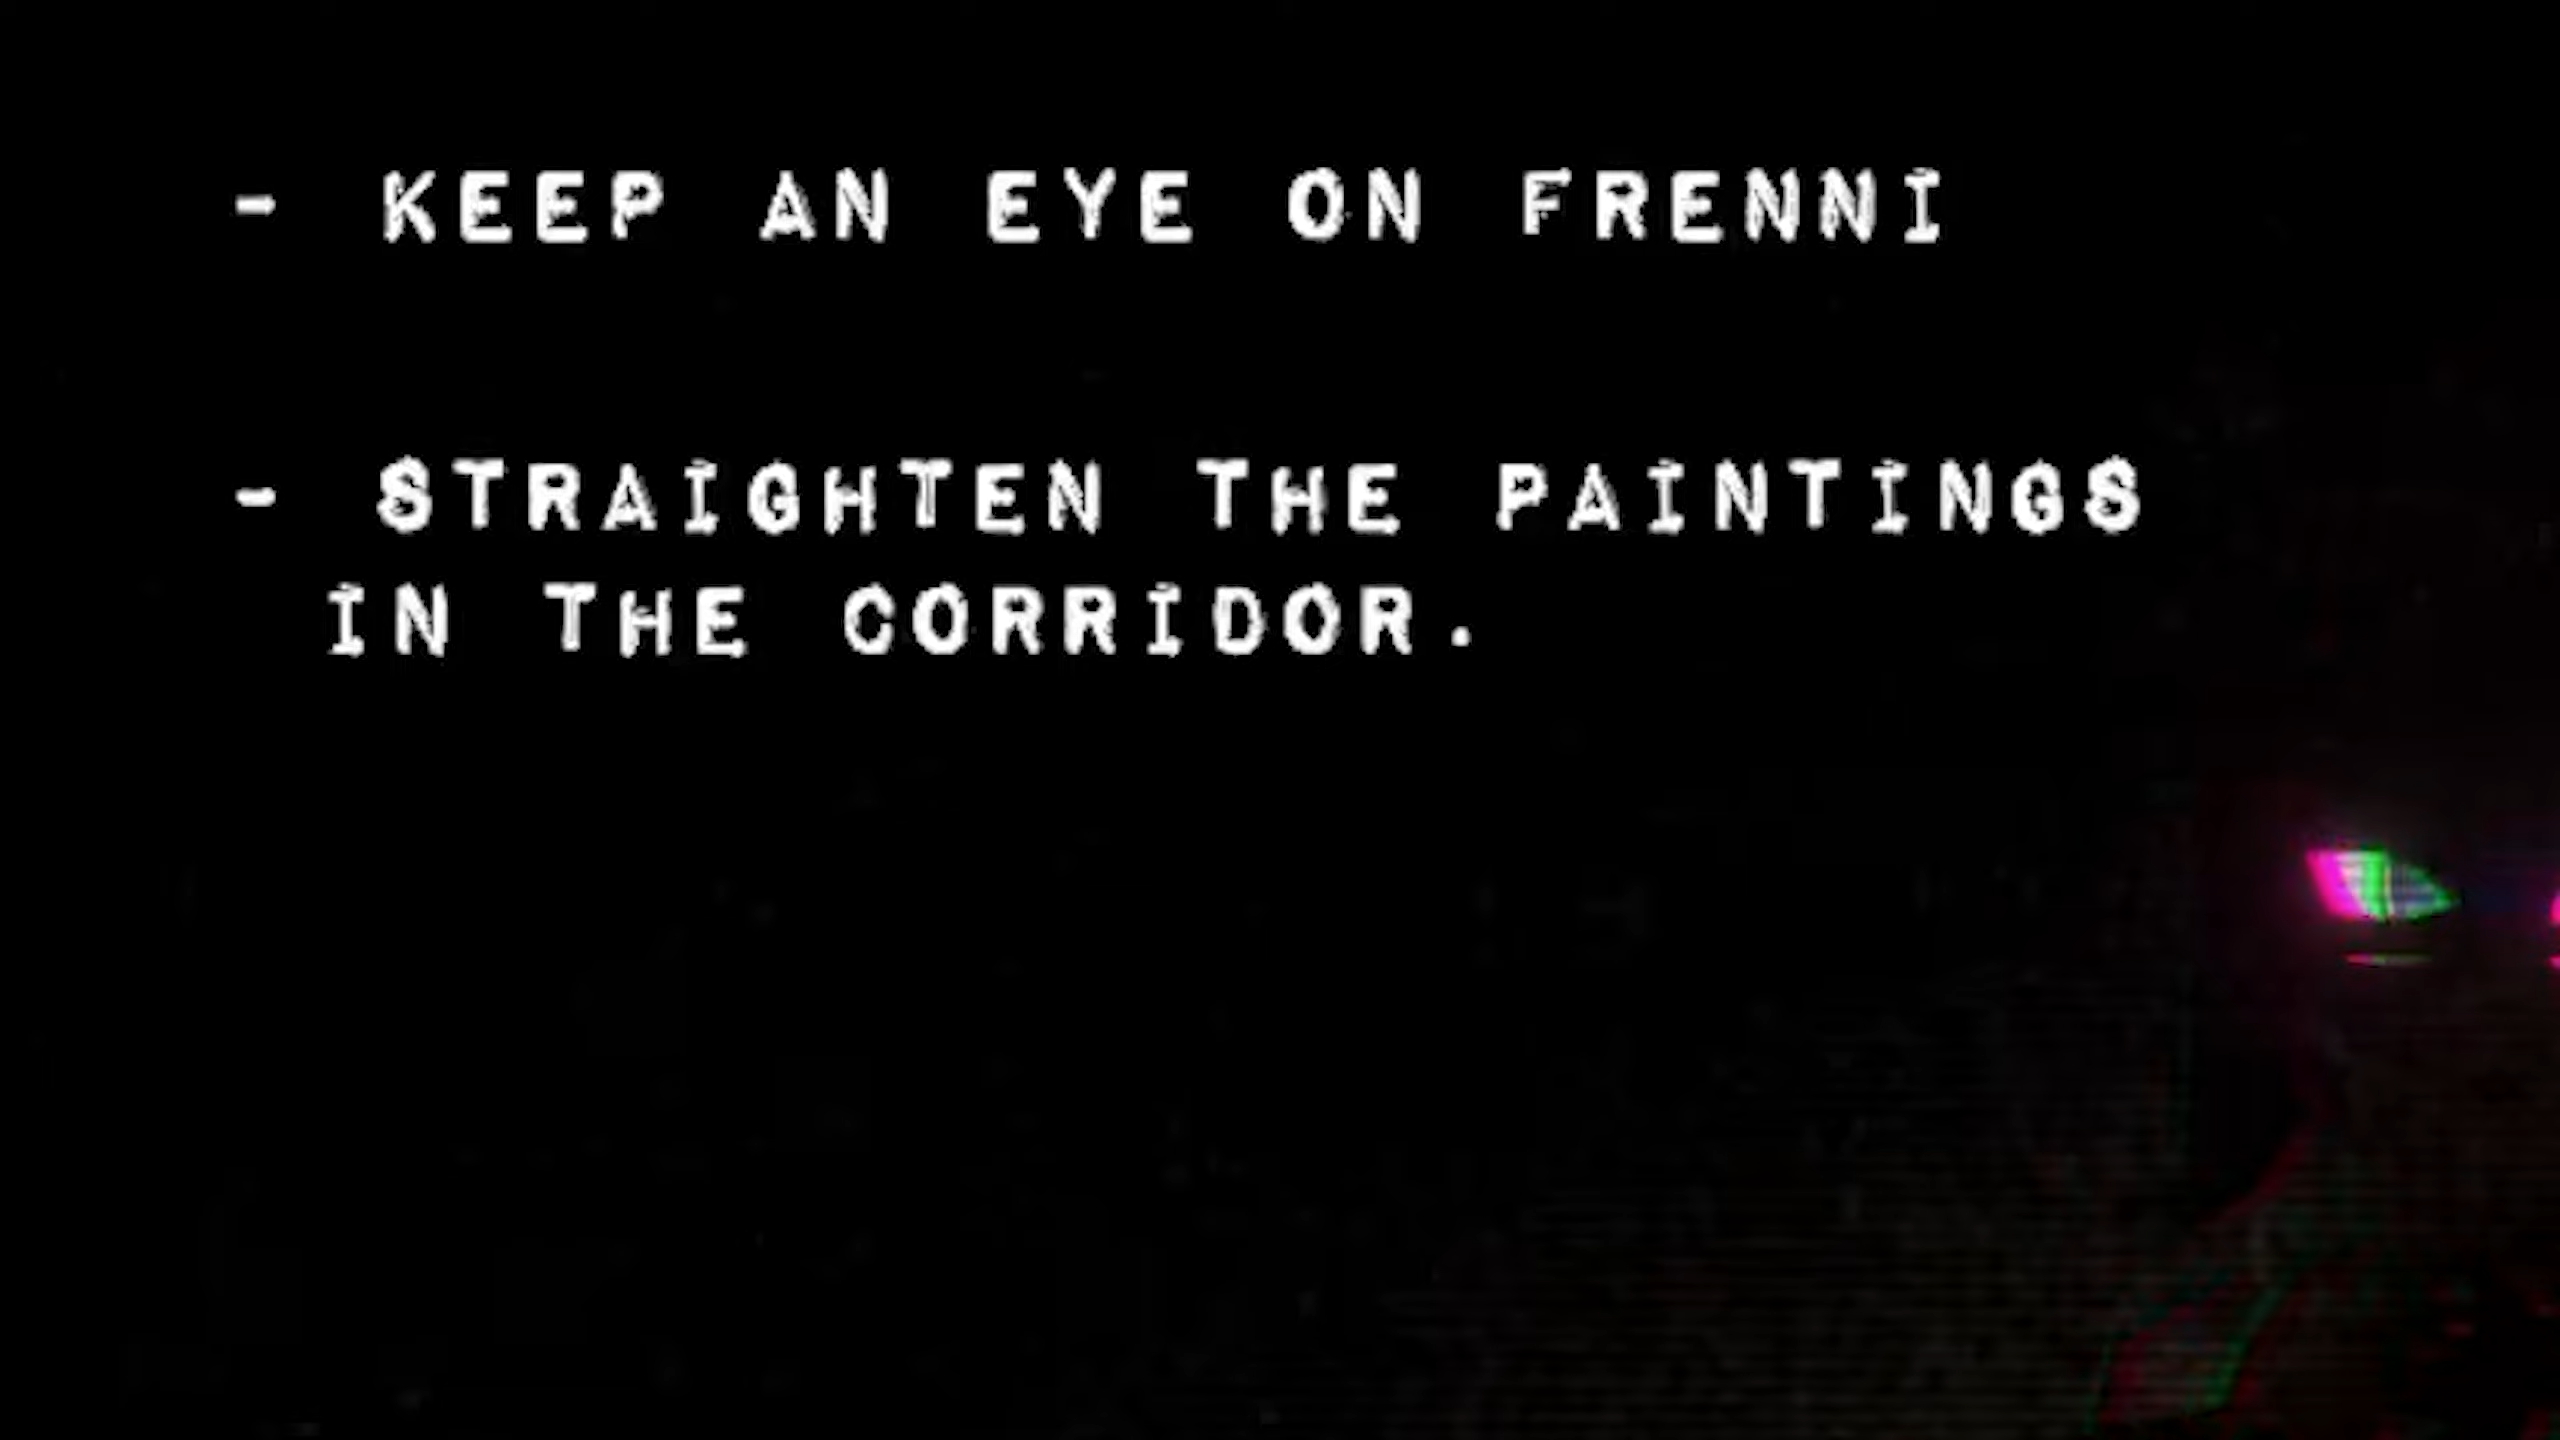 - KEEP AN EYE ON FRENNI
- STRAIGHTEN THE PAINTINGS
IN THE CORRIDOR.